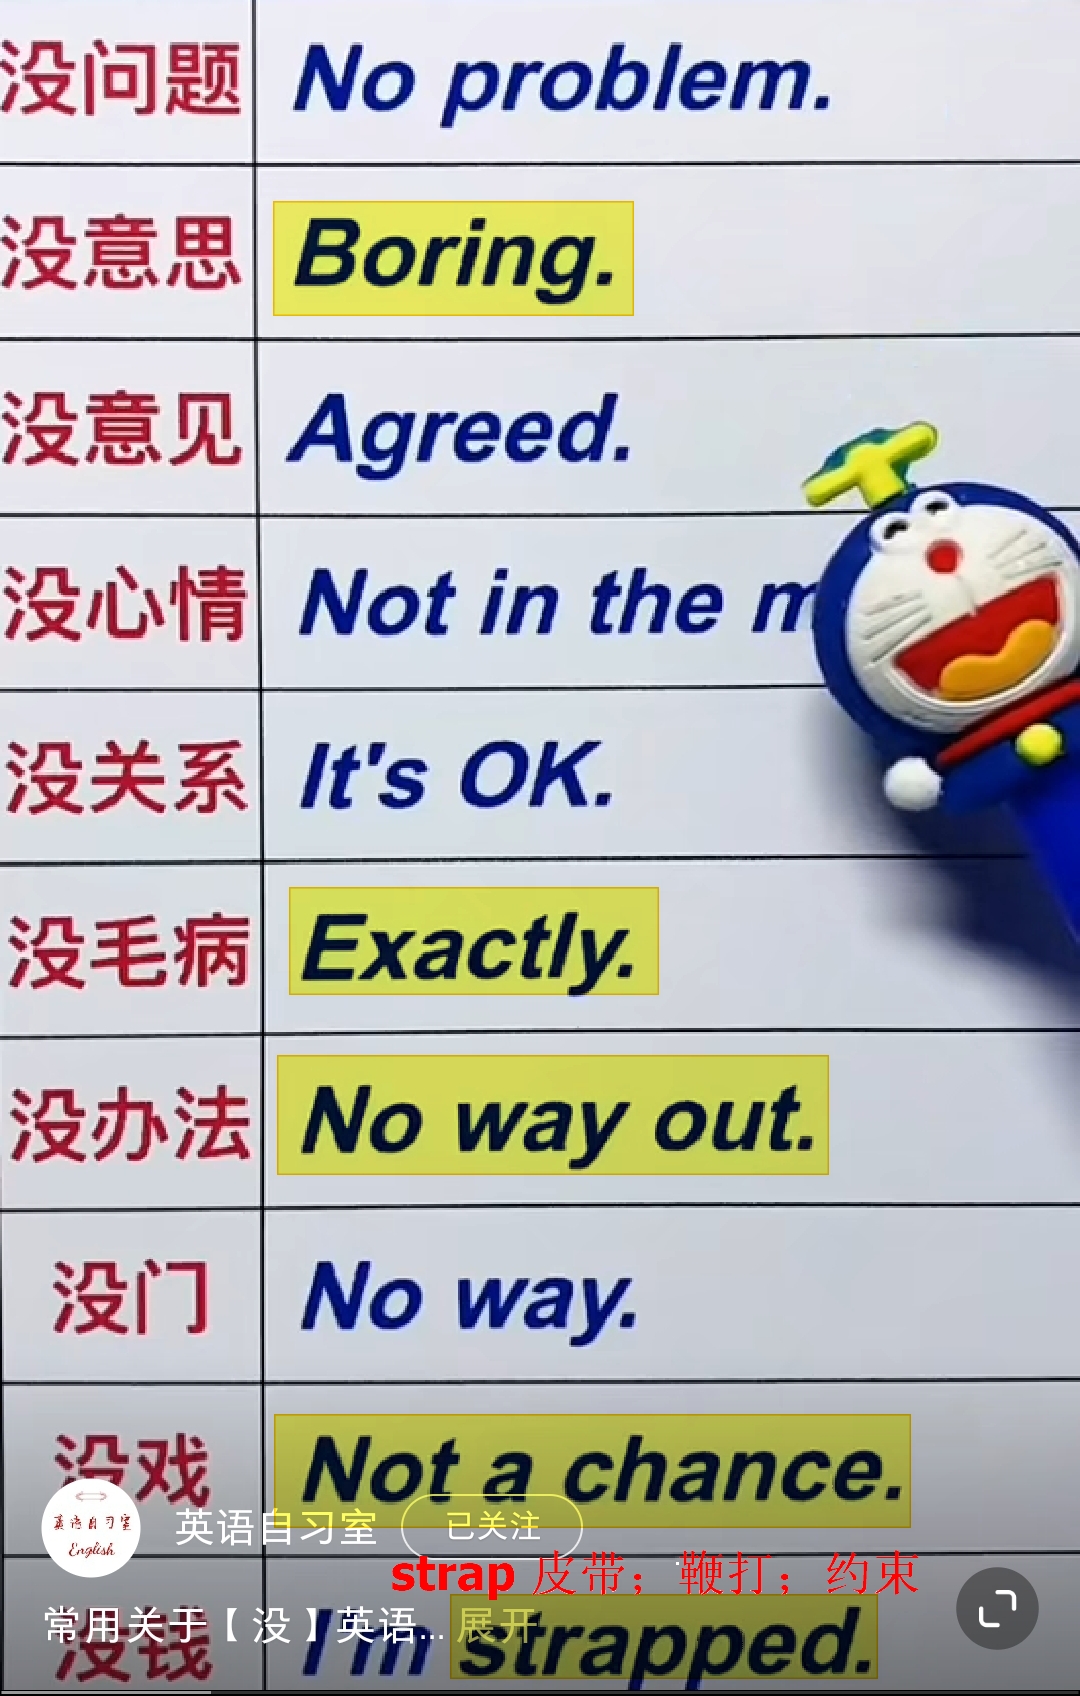 没问题 No problem.
没意思 Boring.
没意见 Agreed.
没心情 Not in the
没关系 It's OK.
没毛病 Exactly.
没办法 No way out.
没门 No way.
没戏 Not a chance.
英语自习室 English
英语自习室 已关注
strap 皮带；鞭打；约束
常用关于【没】英语... 展开
没钱 I'm strapped.